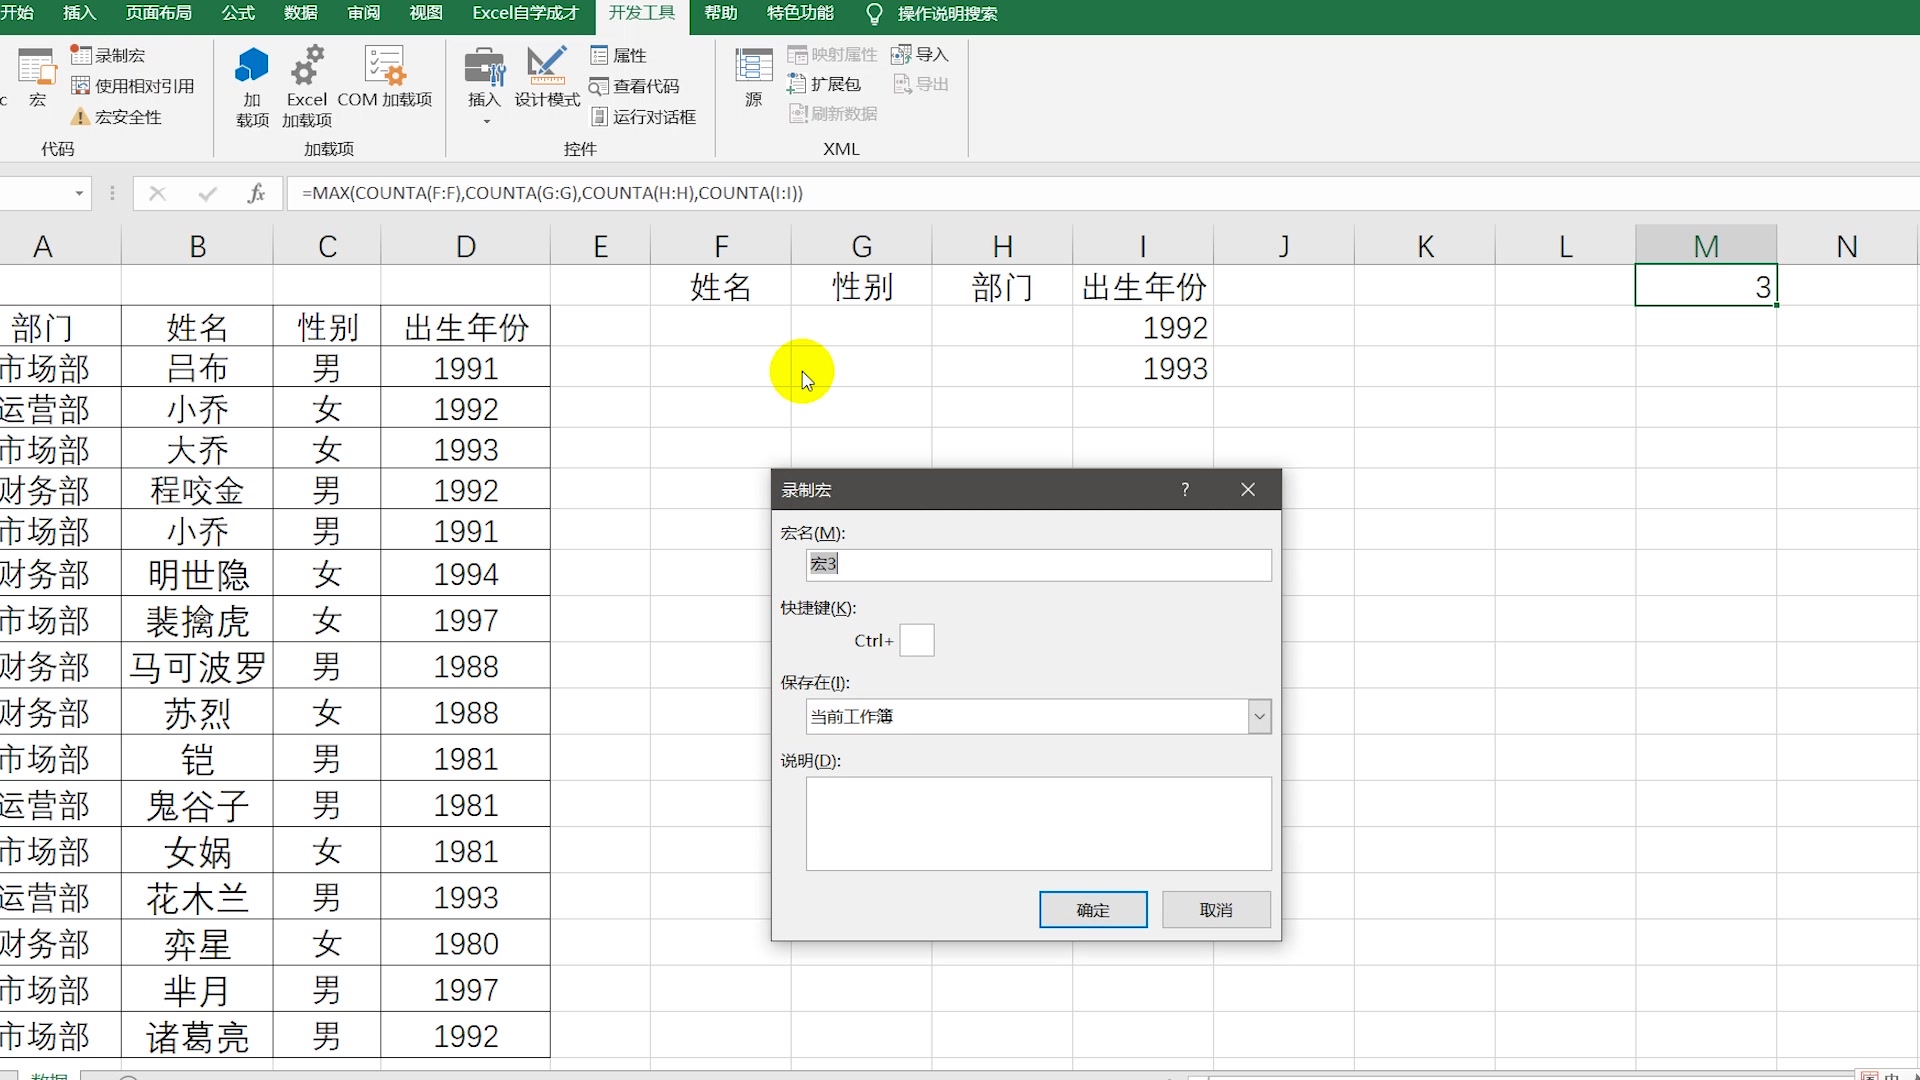 开始 插入 页面布局 公式 数据 审阅 视图 Excel自学成才 开发工具 帮助 特色功能 操作说明搜索
宏
录制宏
使用相对引用
宏安全性
代码
加
载项
Excel
加载项
COM 加载项
加载项
插入
设计模式
属性
查看代码
运行对话框
控件
源
映射属性
扩展包
刷新数据
导入
导出
XML
fx =MAX(COUNTA(F:F),COUNTA(G:G),COUNTA(H:H),COUNTA(I:I))
A B C D E F G H I J K L M N
姓名 性别 部门 出生年份 3
部门 姓名 性别 出生年份 1992
市场部 吕布 男 1991 1993
运营部 小乔 女 1992
市场部 大乔 女 1993
财务部 程咬金 男 1992
市场部 小乔 男 1991
财务部 明世隐 女 1994
市场部 裴擒虎 女 1997
财务部 马可波罗 男 1988
财务部 苏烈 女 1988
市场部 铠 男 1981
运营部 鬼谷子 男 1981
市场部 女娲 女 1981
运营部 花木兰 男 1993
财务部 弈星 女 1980
市场部 芈月 男 1997
市场部 诸葛亮 男 1992
录制宏 ?
宏名(M):
宏3
快捷键(K):
Ctrl+
保存在(I):
当前工作簿
说明(D):
确定 取消
数据